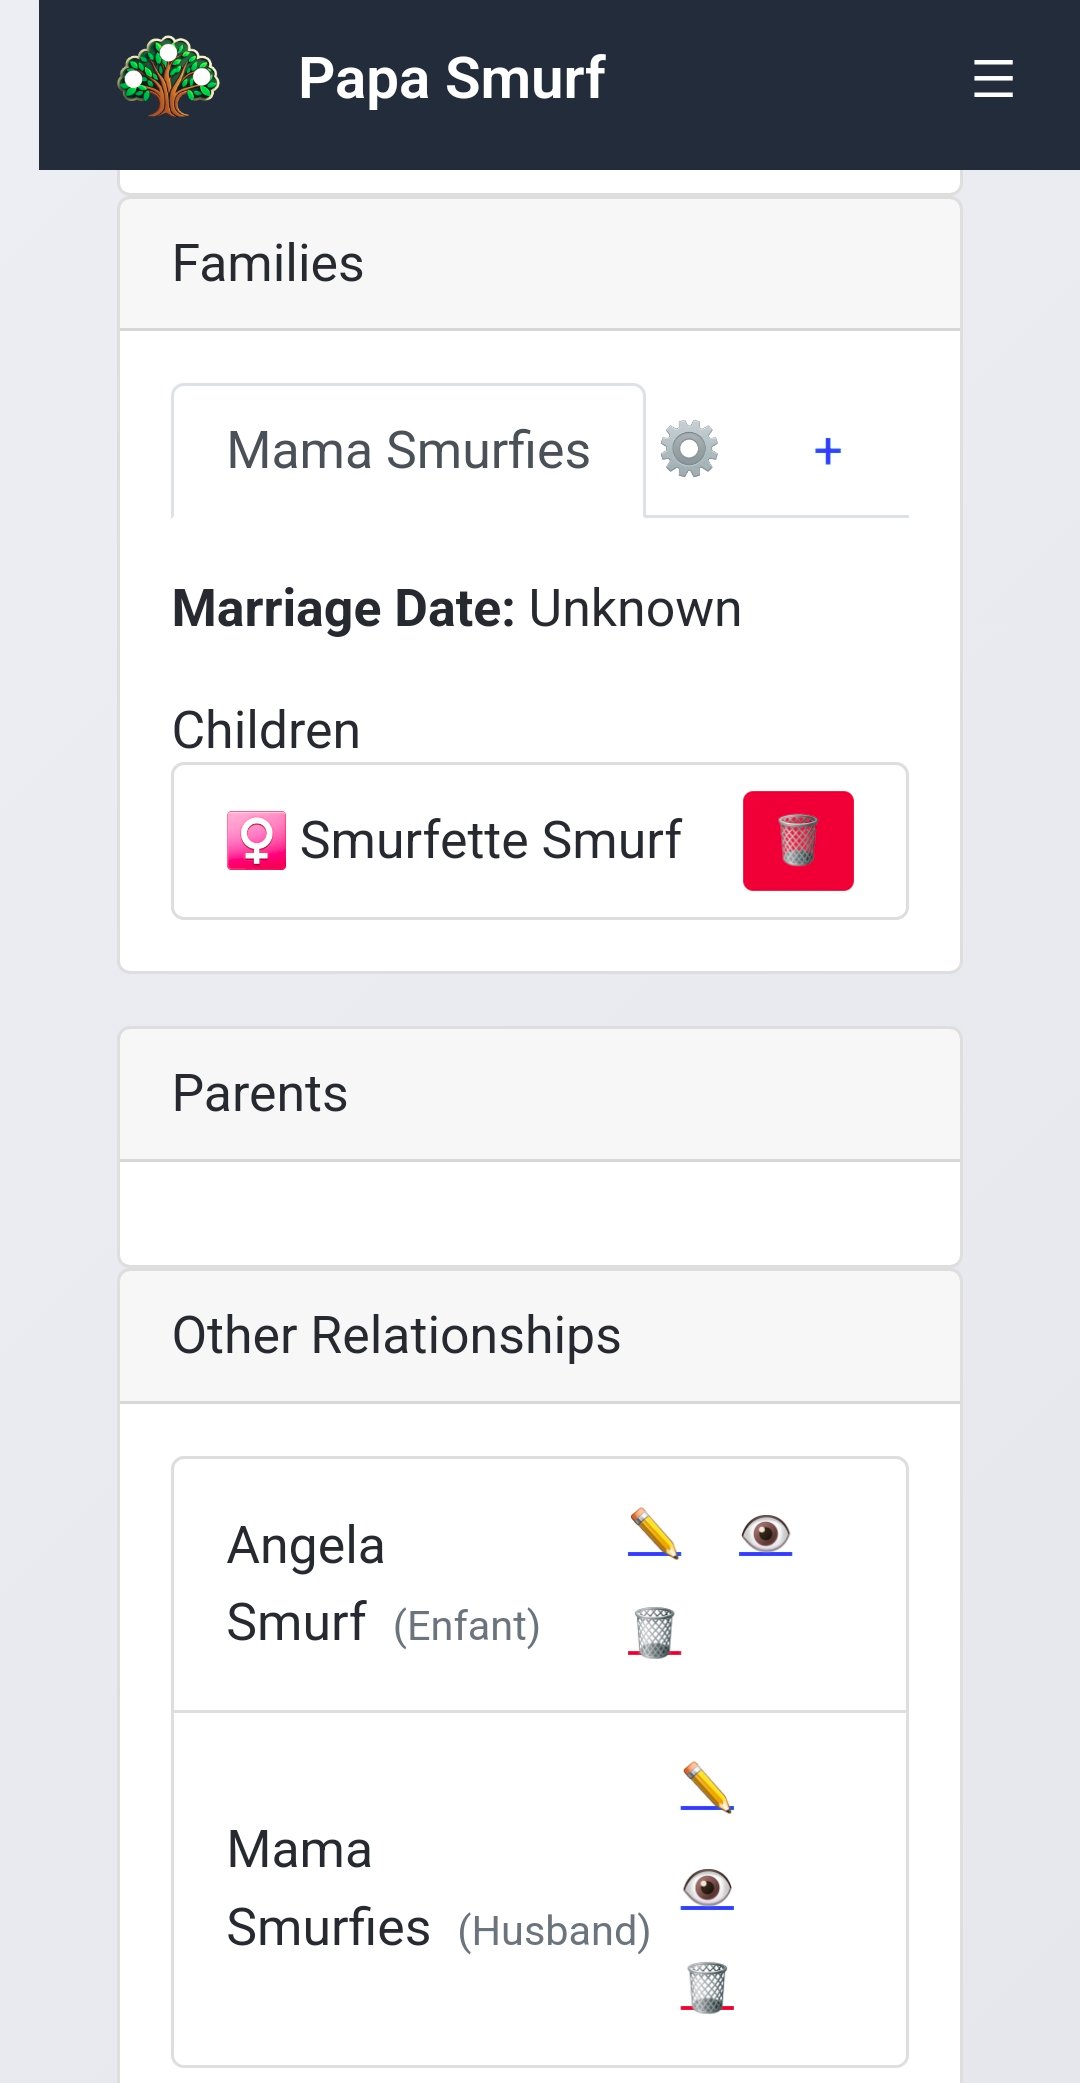 Papa Smurf
Families
Mama Smurfies
+
Marriage Date: Unknown
Children
Smurfette Smurf
Parents
Other Relationships
Angela
Smurf (Enfant)
Mama
Smurfies (Husband)